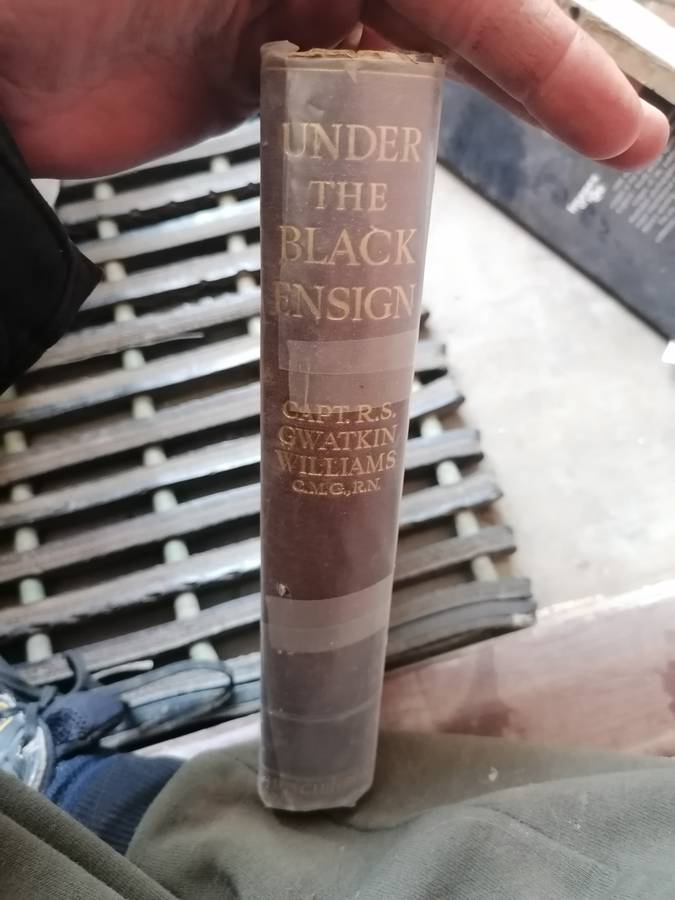 UNDER
THE
BLACK
ENSIGN
CAPT. R.S.
GWATKIN
WILLIAMS
C.M.G., R.N.